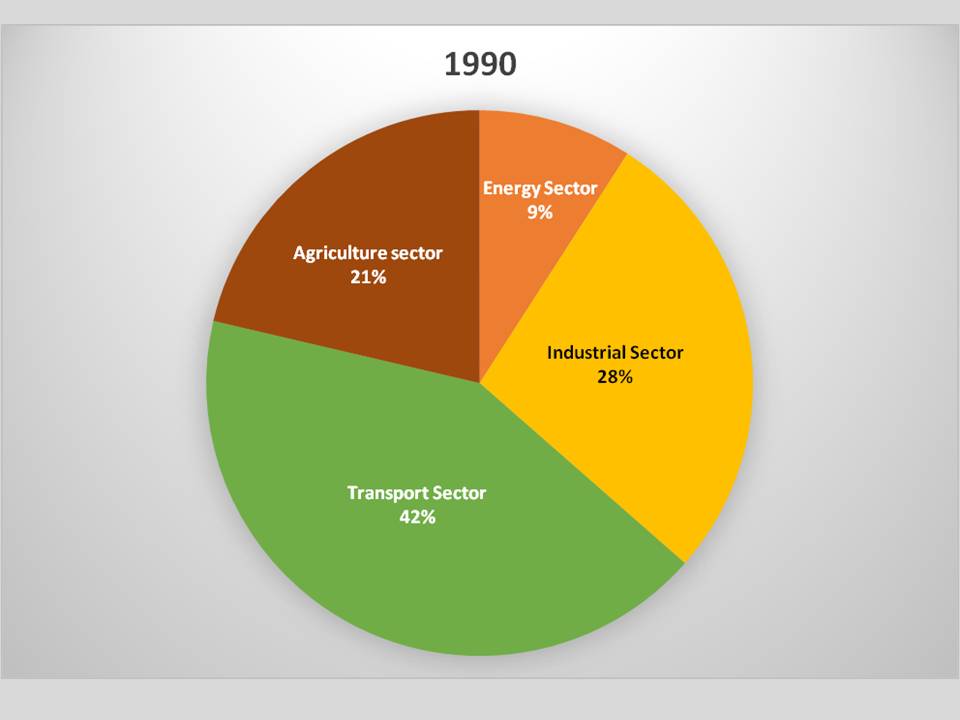 1990
Energy Sector
9%
Agriculture sector
21%
Industrial Sector
28%
Transport Sector
42%